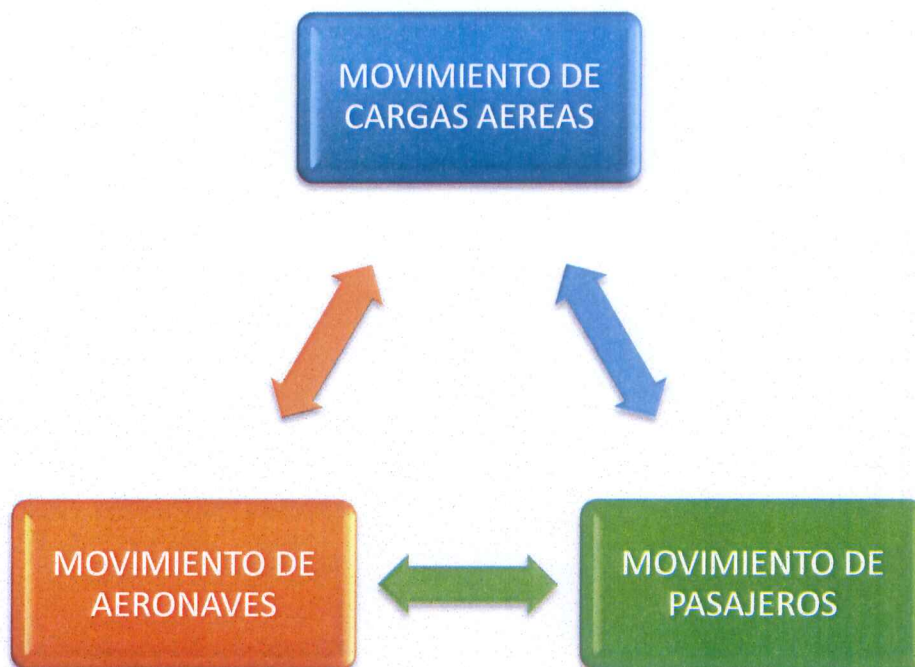 MOVIMIENTO DE
CARGAS AEREAS
MOVIMIENTO DE
AERONAVES
MOVIMIENTO DE
PASAJEROS